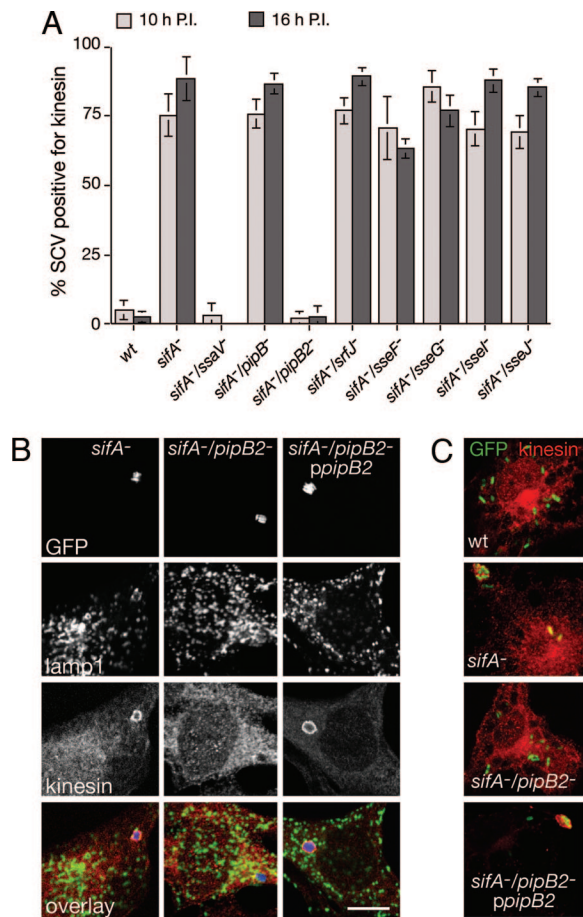 A
10 h P.I. 16 h P.I.
% SCV positive for kinesin
100
75
50
25
0
wt
sifA-
sifA-/ssaV-
sifA-/pipB-
sifA-/pipB2-
sifA-/srfJ-
sifA-/sseF-
sifA-/sseG-
sifA-/sseI-
sifA-/sseJ-
B
sifA- sifA-/pipB2- sifA-/pipB2-
ppipB2
GFP
lamp1
kinesin
overlay
C
GFP kinesin
wt
sifA-
sifA-/pipB2-
sifA-/pipB2-
ppipB2